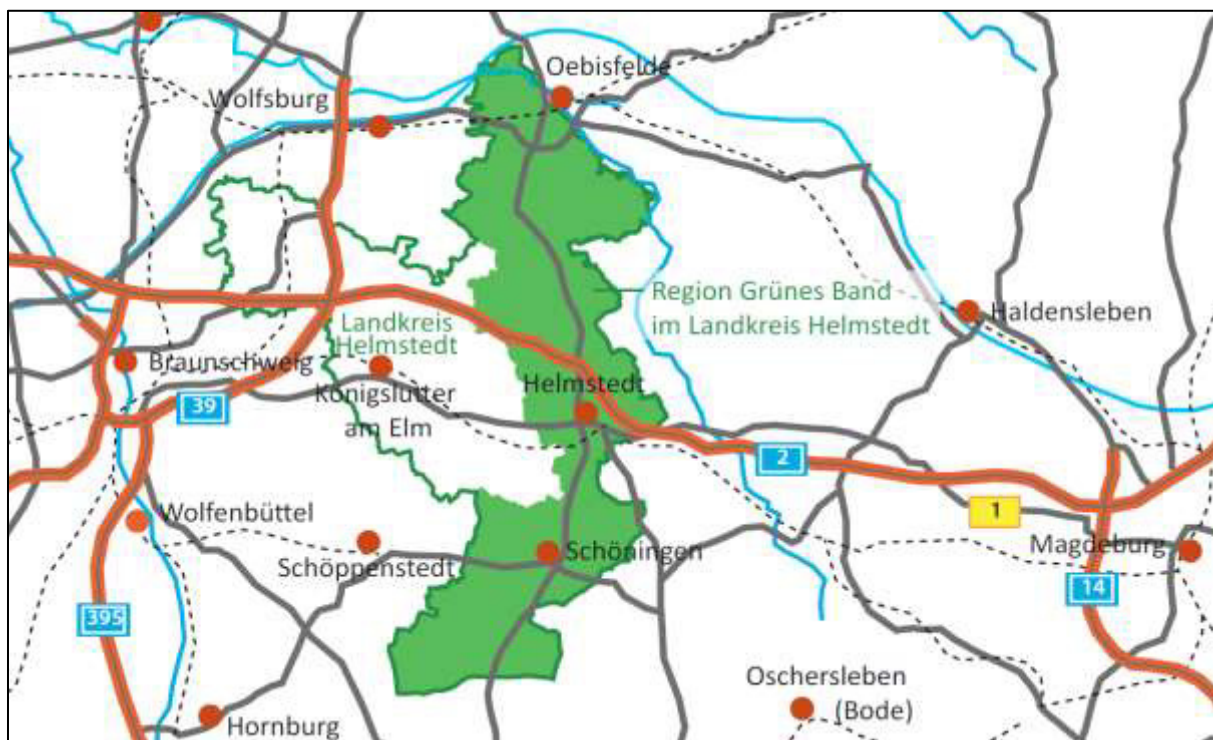 Oebisfelde
Wolfsburg
Region Grünes Band
im Landkreis Helmstedt
Haldensleben
Landkreis
Helmstedt
Braunschweig
Königslutter
am Elm
Helmstedt
39
2
1
Wolfenbüttel
Schöppenstedt
Schöningen
Magdeburg
14
395
Oschersleben
(Bode)
Hornburg